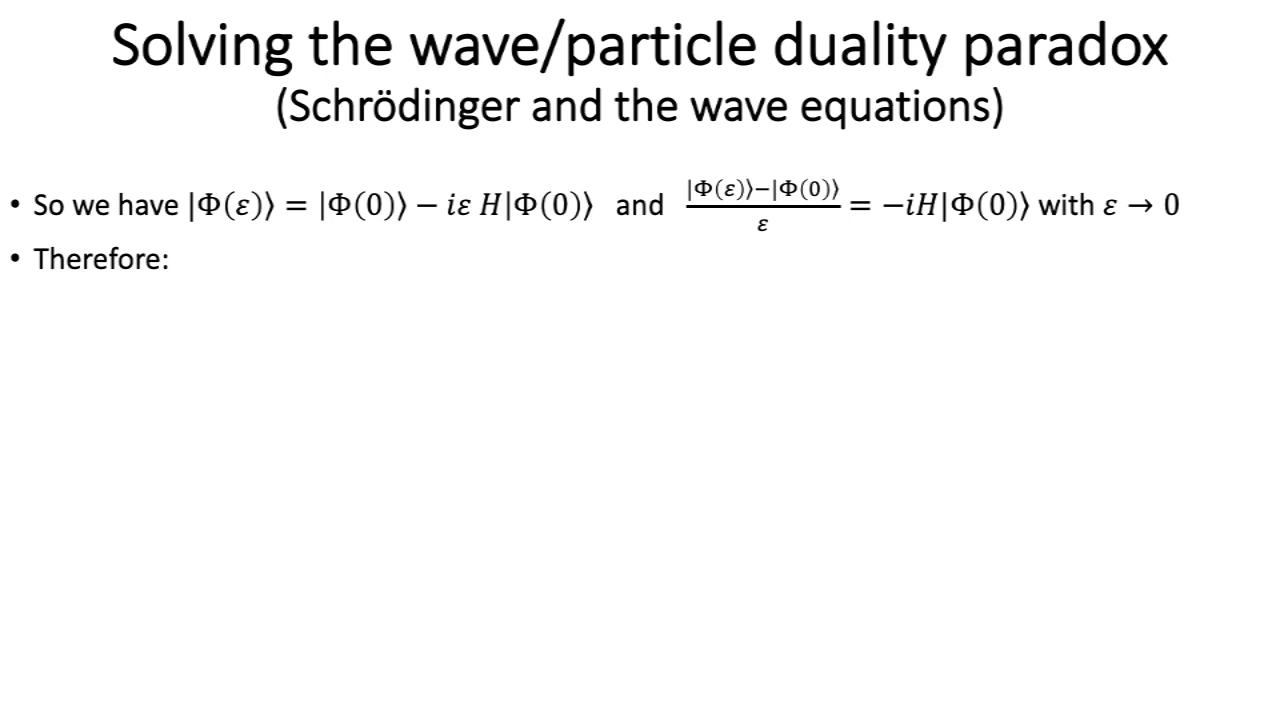 Solving the wave/particle duality paradox
(Schrödinger and the wave equations)
• So we have |Φ(ε)⟩ = |Φ(0)⟩ − iε H|Φ(0)⟩ and (|Φ(ε)⟩−|Φ(0)⟩)/ε = −iH|Φ(0)⟩ with ε → 0
• Therefore: